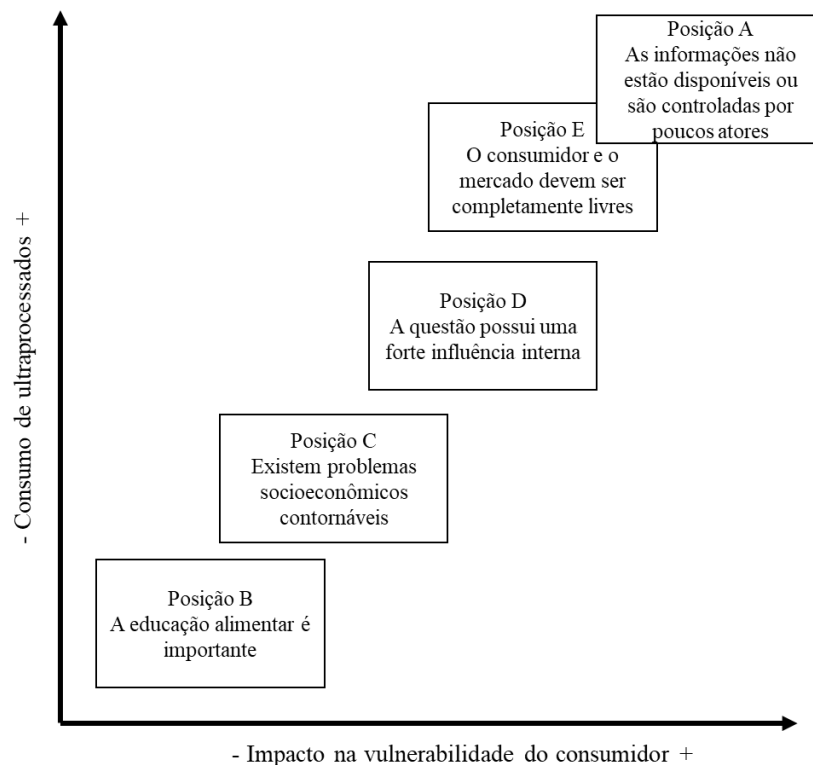 Posição A
As informações não
estão disponíveis ou
são controladas por
poucos atores
Posição E
O consumidor e o
mercado devem ser
completamente livres
Posição D
A questão possui uma
forte influência interna
Posição C
Existem problemas
socioeconômicos
contornáveis
Posição B
A educação alimentar é
importante
- Consumo de ultraprocessados +
- Impacto na vulnerabilidade do consumidor +